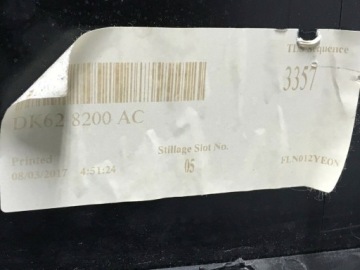 Sequence
3357
DK62 8200 AC
Stillage Slot No.
Printed
05
FLN012YEON
08/03/2017 4:51:24